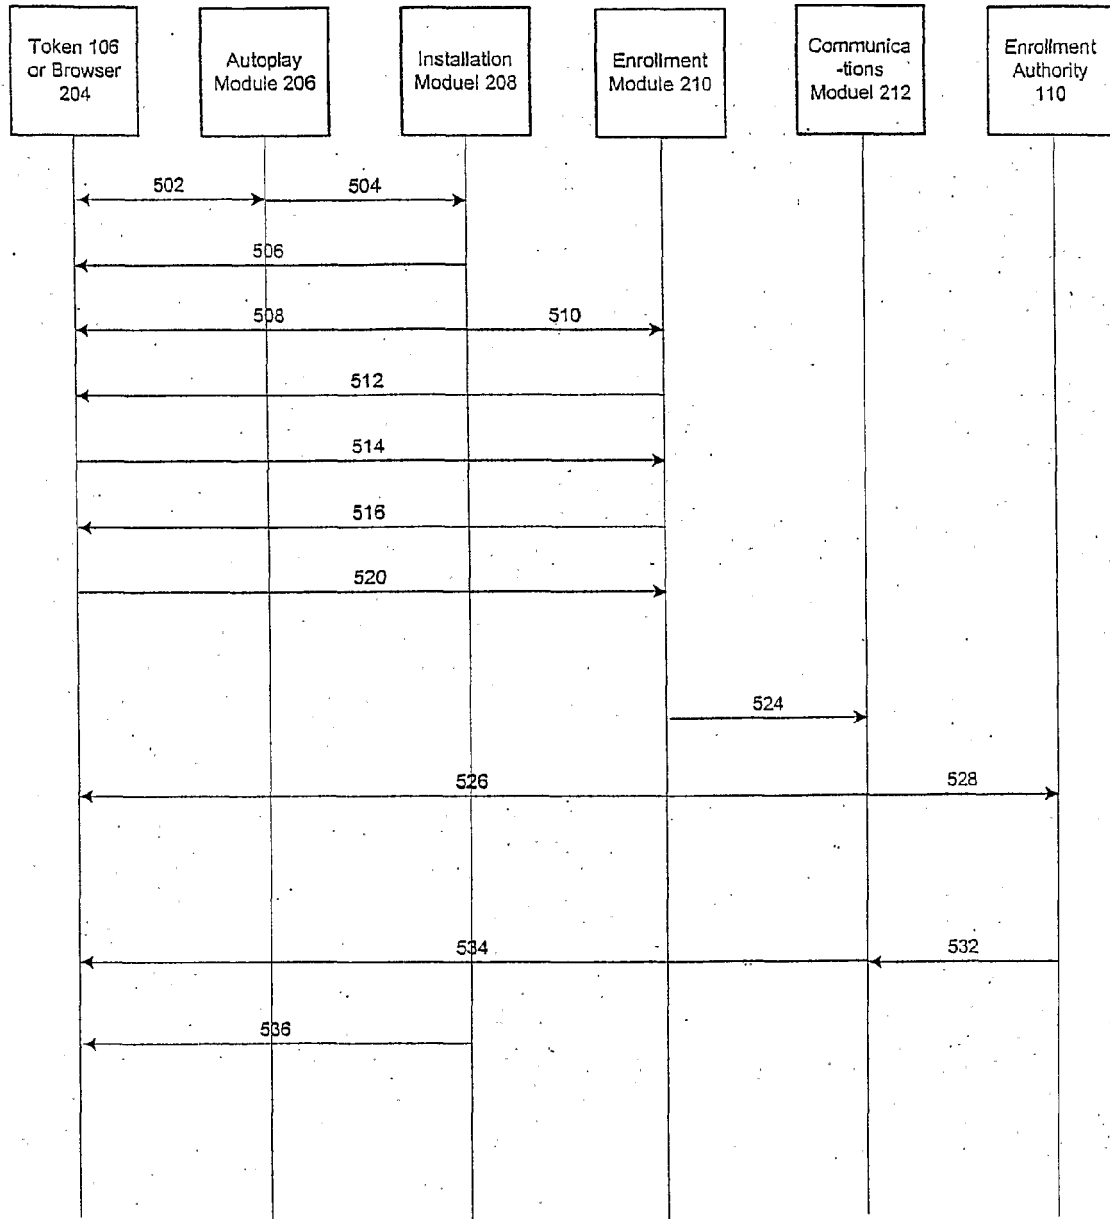 Token 106
or Browser
204
Autoplay
Module 206
Installation
Moduel 208
Enrollment
Module 210
Communica
-tions
Moduel 212
Enrollment
Authority
110
502
504
506
508
510
512
514
516
520
524
526
528
534
532
536